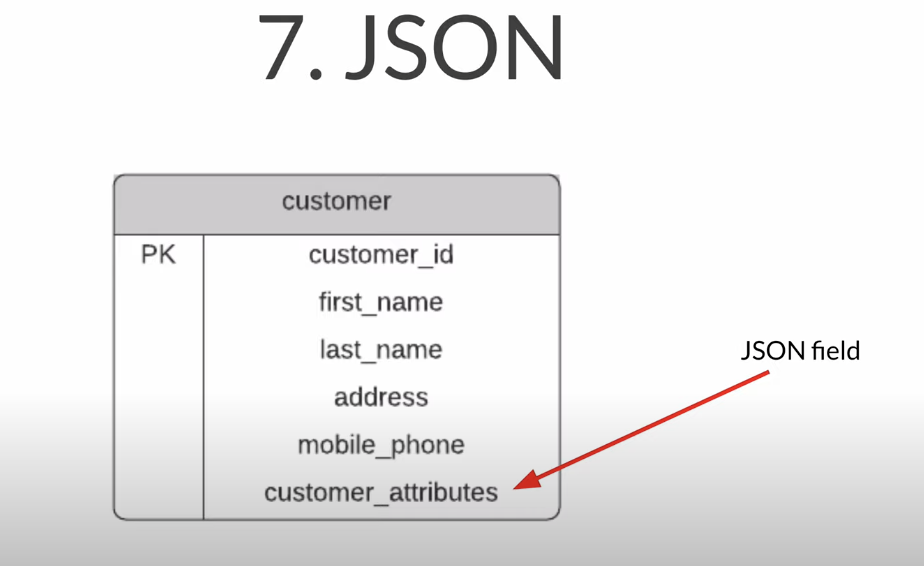 7. JSON
customer
PK customer_id
first_name
last_name
address
mobile_phone
customer_attributes
JSON field